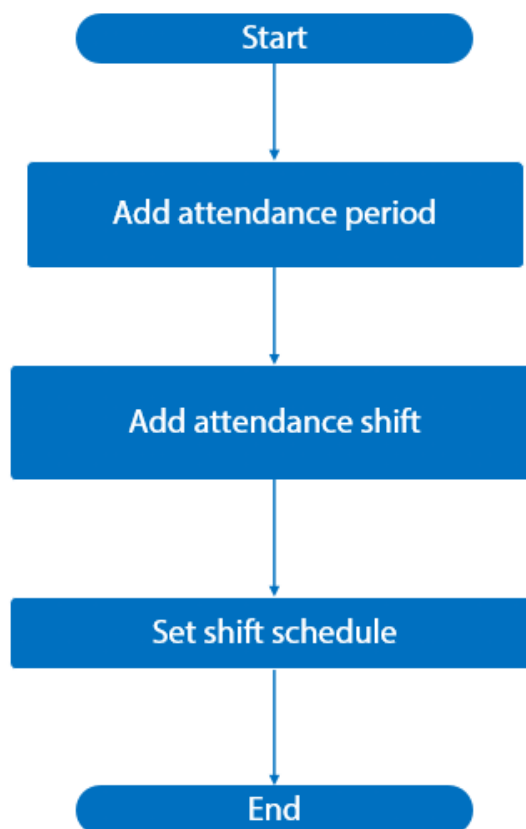 Start
Add attendance period
Add attendance shift
Set shift schedule
End